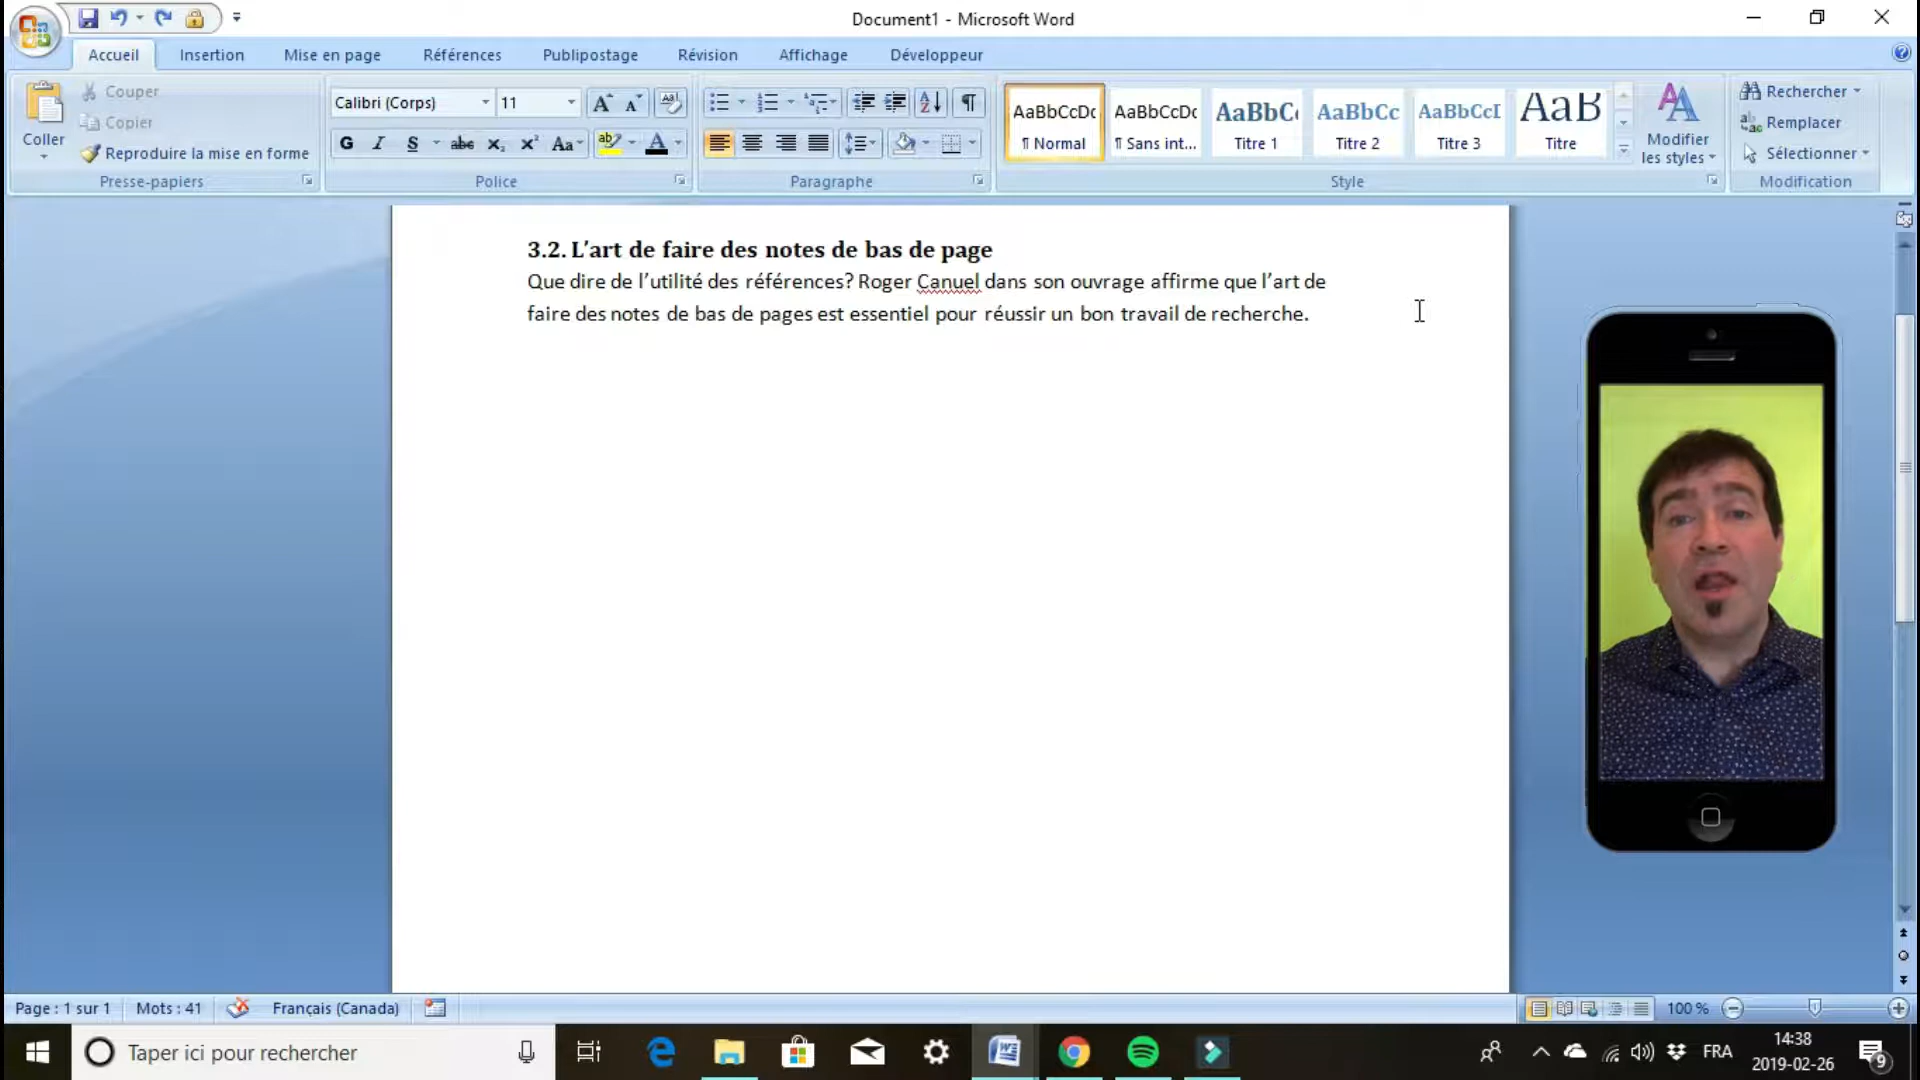 Document1 - Microsoft Word
Accueil Insertion Mise en page Références Publipostage Révision Affichage Développeur
Coller
Couper
Copier
Reproduire la mise en forme
Presse-papiers
Calibri (Corps) 11
G I S abc X₂ X² Aa
Police
Paragraphe
AaBbCcDc AaBbCcDc AaBbC AaBbCc AaBbCcI AaB
¶ Normal ¶ Sans int... Titre 1 Titre 2 Titre 3 Titre
Modifier
les styles
Style
Rechercher
Remplacer
Sélectionner
Modification
3.2. L’art de faire des notes de bas de page
Que dire de l’utilité des références? Roger Canuel dans son ouvrage affirme que l’art de
faire des notes de bas de pages est essentiel pour réussir un bon travail de recherche.
Page : 1 sur 1 Mots : 41 Français (Canada) 100 %
Taper ici pour rechercher
FRA
14:38
2019-02-26
9